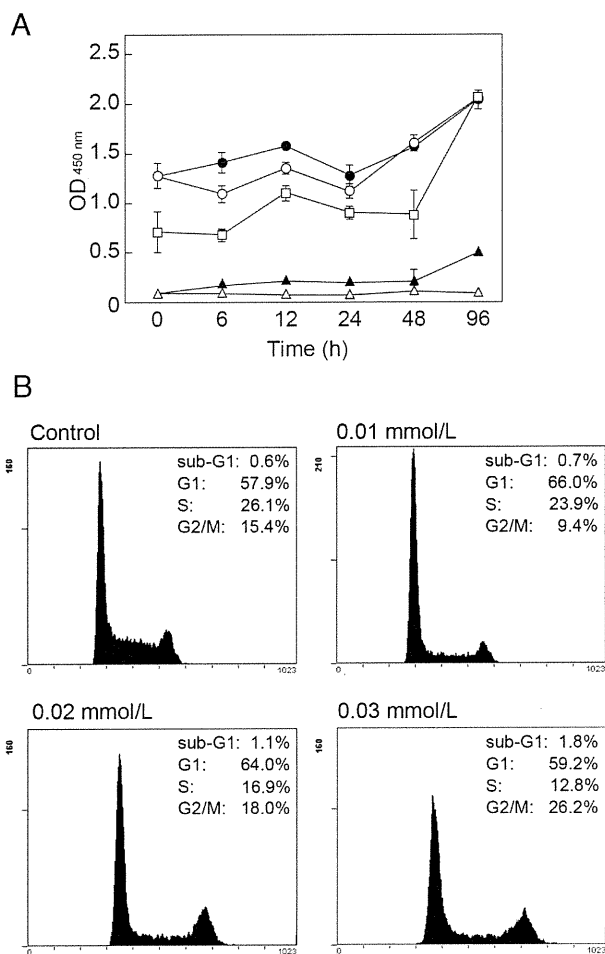 A
2.5
2.0
1.5
1.0
0.5
0
OD 450 nm
0 6 12 24 48 96
Time (h)
B
Control
160
sub-G1: 0.6%
G1: 57.9%
S: 26.1%
G2/M: 15.4%
0 1023
0.01 mmol/L
210
sub-G1: 0.7%
G1: 66.0%
S: 23.9%
G2/M: 9.4%
0 1023
0.02 mmol/L
160
sub-G1: 1.1%
G1: 64.0%
S: 16.9%
G2/M: 18.0%
0 1023
0.03 mmol/L
160
sub-G1: 1.8%
G1: 59.2%
S: 12.8%
G2/M: 26.2%
0 1023